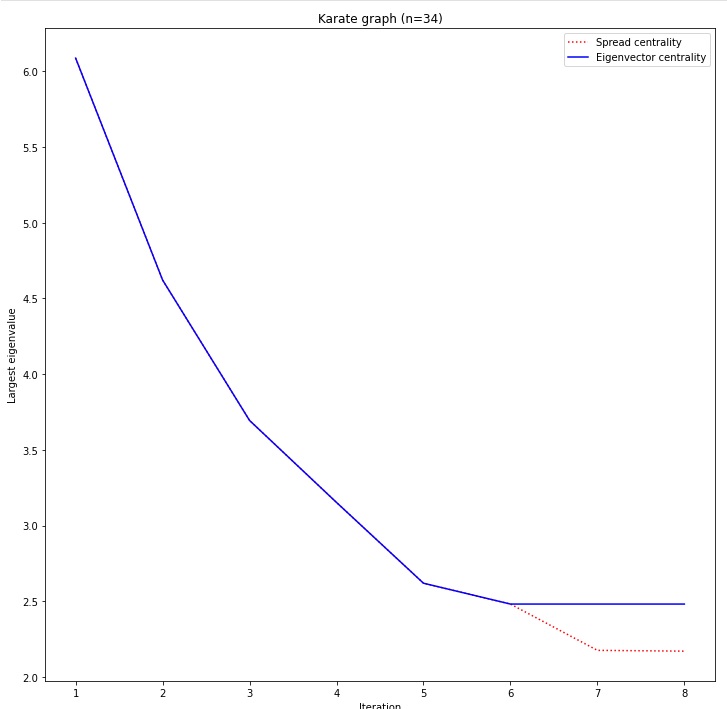 Karate graph (n=34)
Spread centrality
Eigenvector centrality
Largest eigenvalue
6.0
5.5
5.0
4.5
4.0
3.5
3.0
2.5
2.0
1 2 3 4 5 6 7 8
Iteration